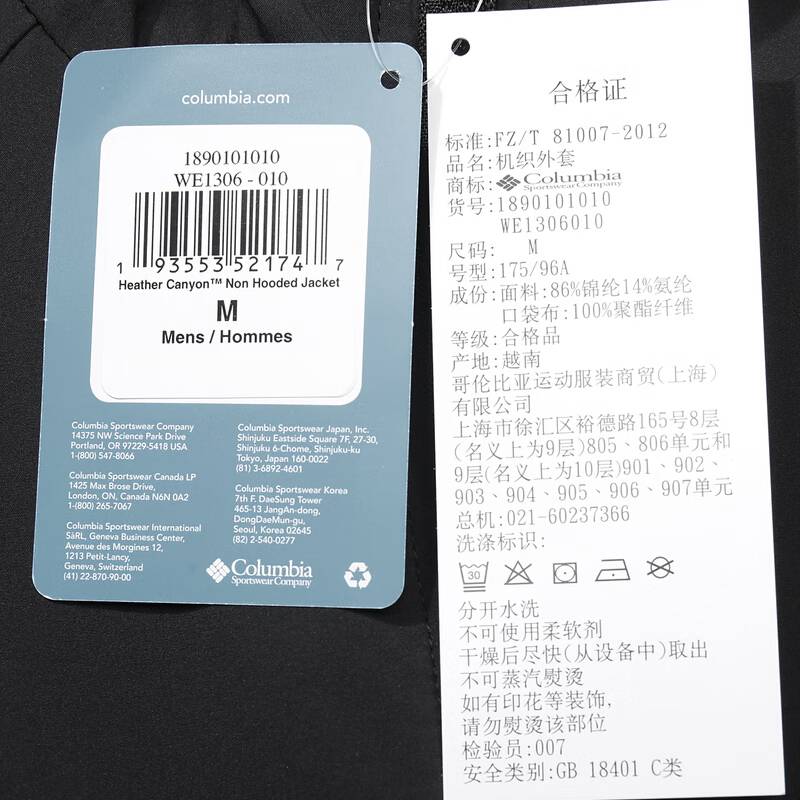 columbia.com
1890101010
WE1306 - 010
1 93553 52174 7
Heather Canyon™ Non Hooded Jacket
M
Mens / Hommes
Columbia Sportswear Company
14375 NW Science Park Drive
Portland, OR 97229-5418 USA
1-(800) 547-8066
Columbia Sportswear Canada LP
1425 Max Brose Drive,
London, ON, Canada N6N 0A2
1-(800) 265-7067
Columbia Sportswear International
SàRL, Geneva Business Center,
Avenue des Morgines 12,
1213 Petit-Lancy,
Geneva, Switzerland
(41) 22-870-90-00
Columbia Sportswear Japan, Inc.
Shinjuku Eastside Square 7F, 27-30,
Shinjuku 6-Chome, Shinjuku-ku
Tokyo, Japan 160-0022
(81) 3-6892-4601
Columbia Sportswear Korea
7th F. DaeSung Tower
465-13 JangAn-dong,
DongDaeMun-gu,
Seoul, Korea 02645
(82) 2-540-0277
Columbia
Sportswear Company
合格证
标准:FZ/T 81007-2012
品名:机织外套
商标:Columbia
Sportswear Company
货号:1890101010
WE1306010
尺码: M
号型:175/96A
成份:面料:86%锦纶14%氨纶
口袋布:100%聚酯纤维
等级:合格品
产地:越南
哥伦比亚运动服装商贸(上海)
有限公司
上海市徐汇区裕德路165号8层
(名义上为9层)805、806单元和
9层(名义上为10层)901、902、
903、904、905、906、907单元
总机:021-60237366
洗涤标识:
30
分开水洗
不可使用柔软剂
干燥后尽快(从设备中)取出
不可蒸汽熨烫
如有印花等装饰,
请勿熨烫该部位
检验员:007
安全类别:GB 18401 C类